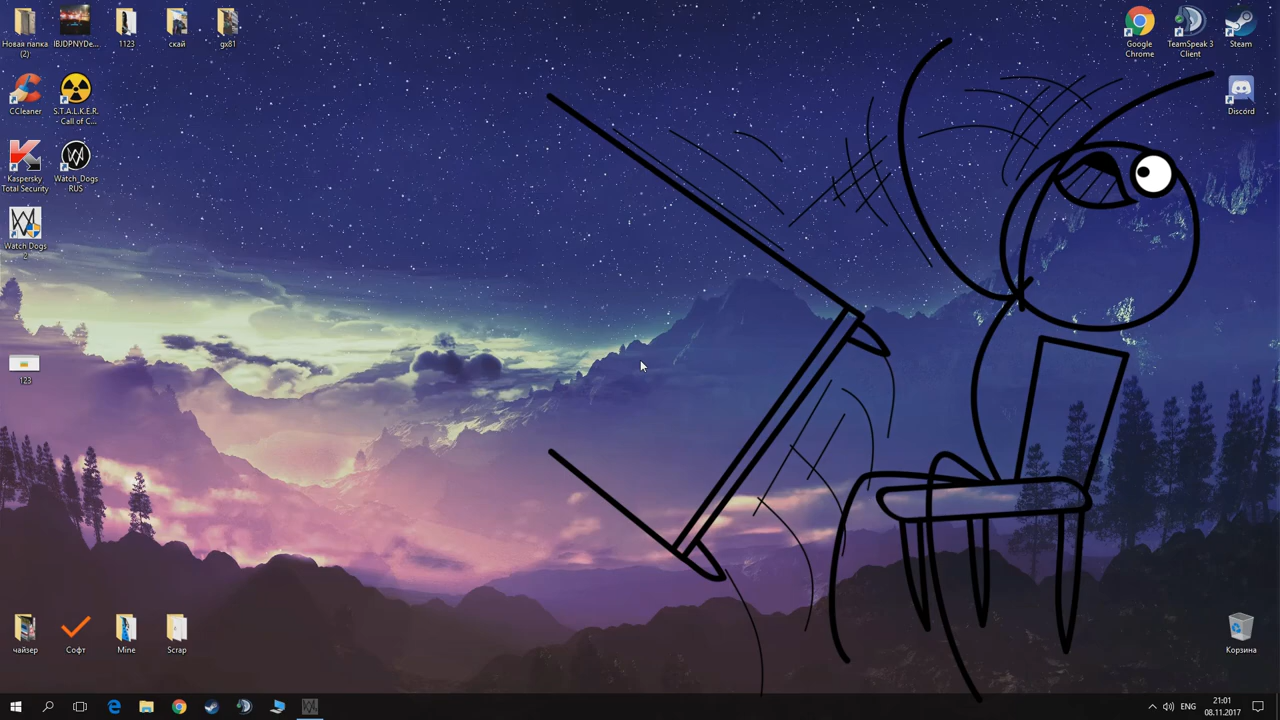 Новая папка
(2)
IBJDPNYDe...
1123
скай
gx81
Google
Chrome
TeamSpeak 3
Client
Steam
CCleaner
S.T.A.L.K.E.R.
- Call of C...
Discord
Kaspersky
Total Security
Watch_Dogs
RUS
Watch Dogs
2
123
чайзер
Софт
Mine
Scrap
Корзина
ENG
21:01
08.11.2017